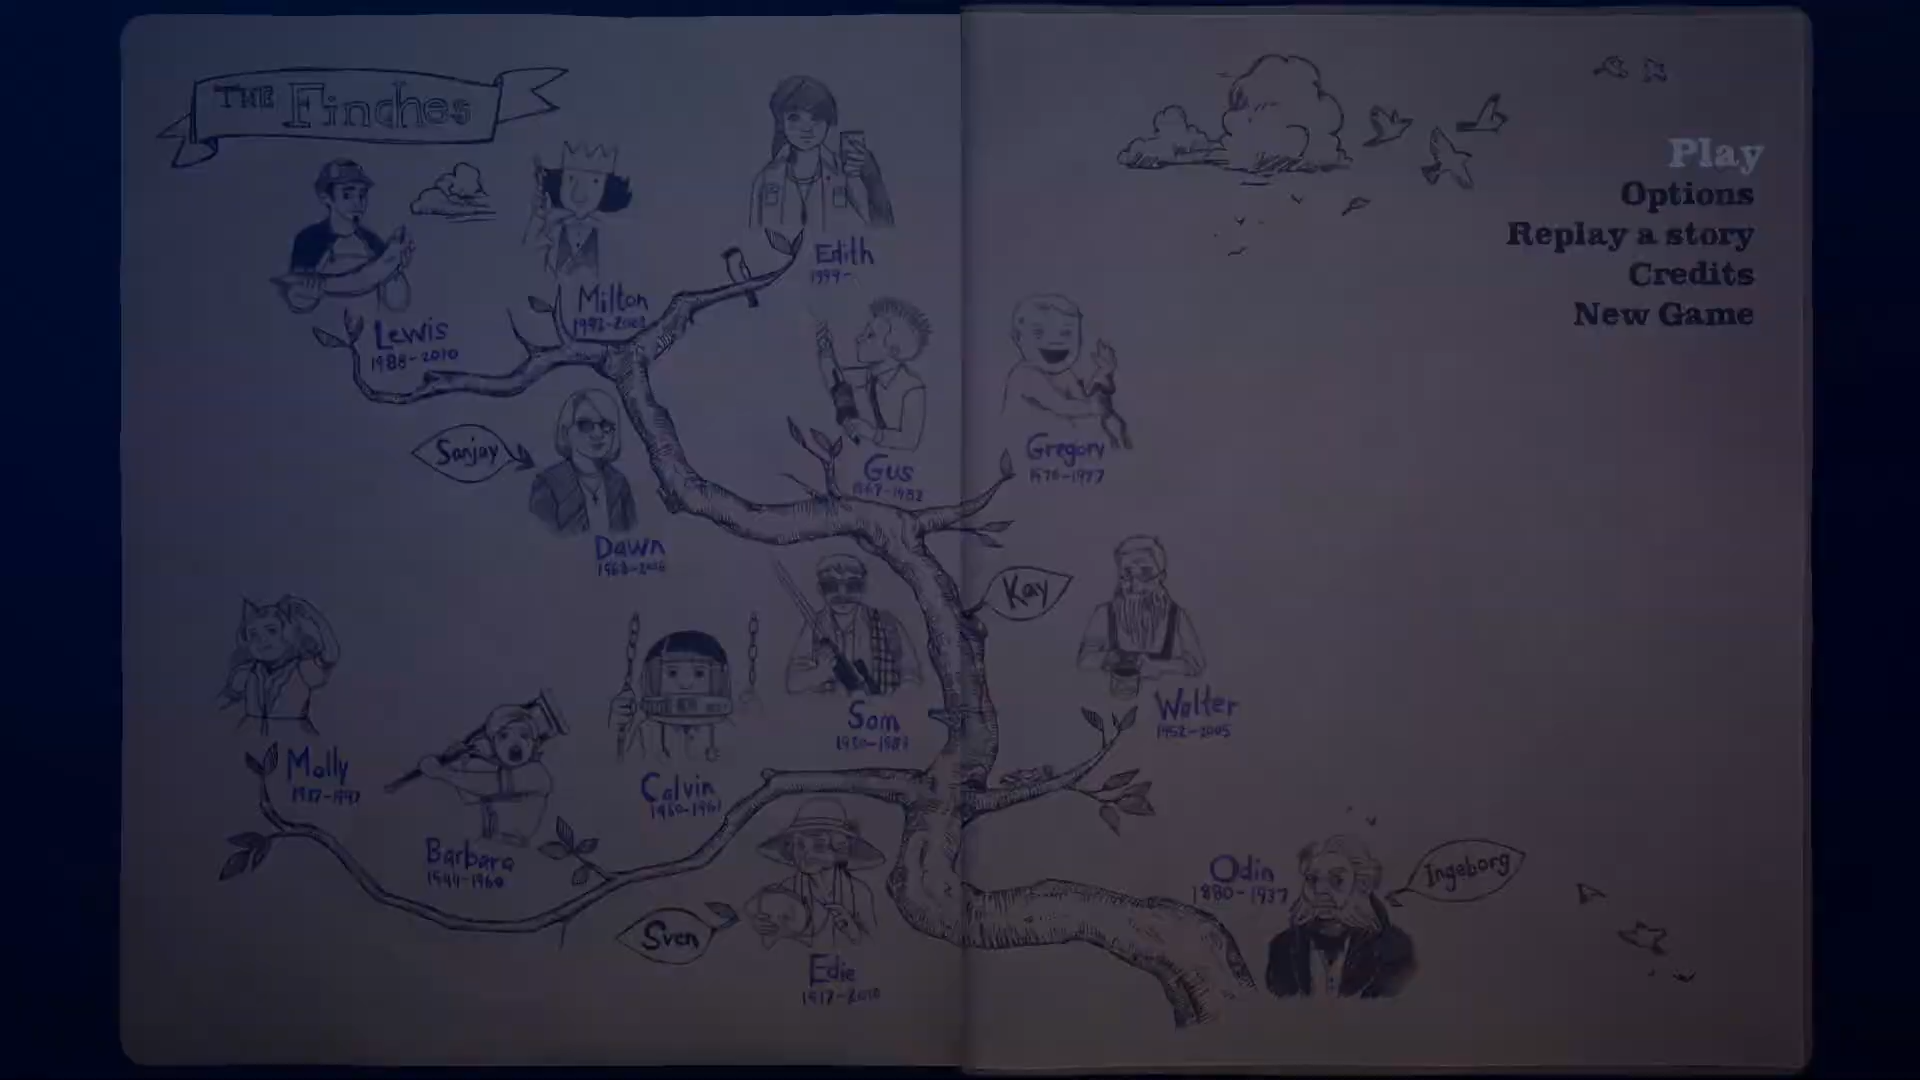 THE Finches
Play
Options
Replay a story
Credits
New Game
Edith
1999-
Milton
Lewis
1988-2010
Sanjay
Gus
Gregory
Dawn
Kay
Sam
Walter
1952-2005
Molly
Calvin
Barbara
Odin
1880-1937
Ingeborg
Sven
Edie